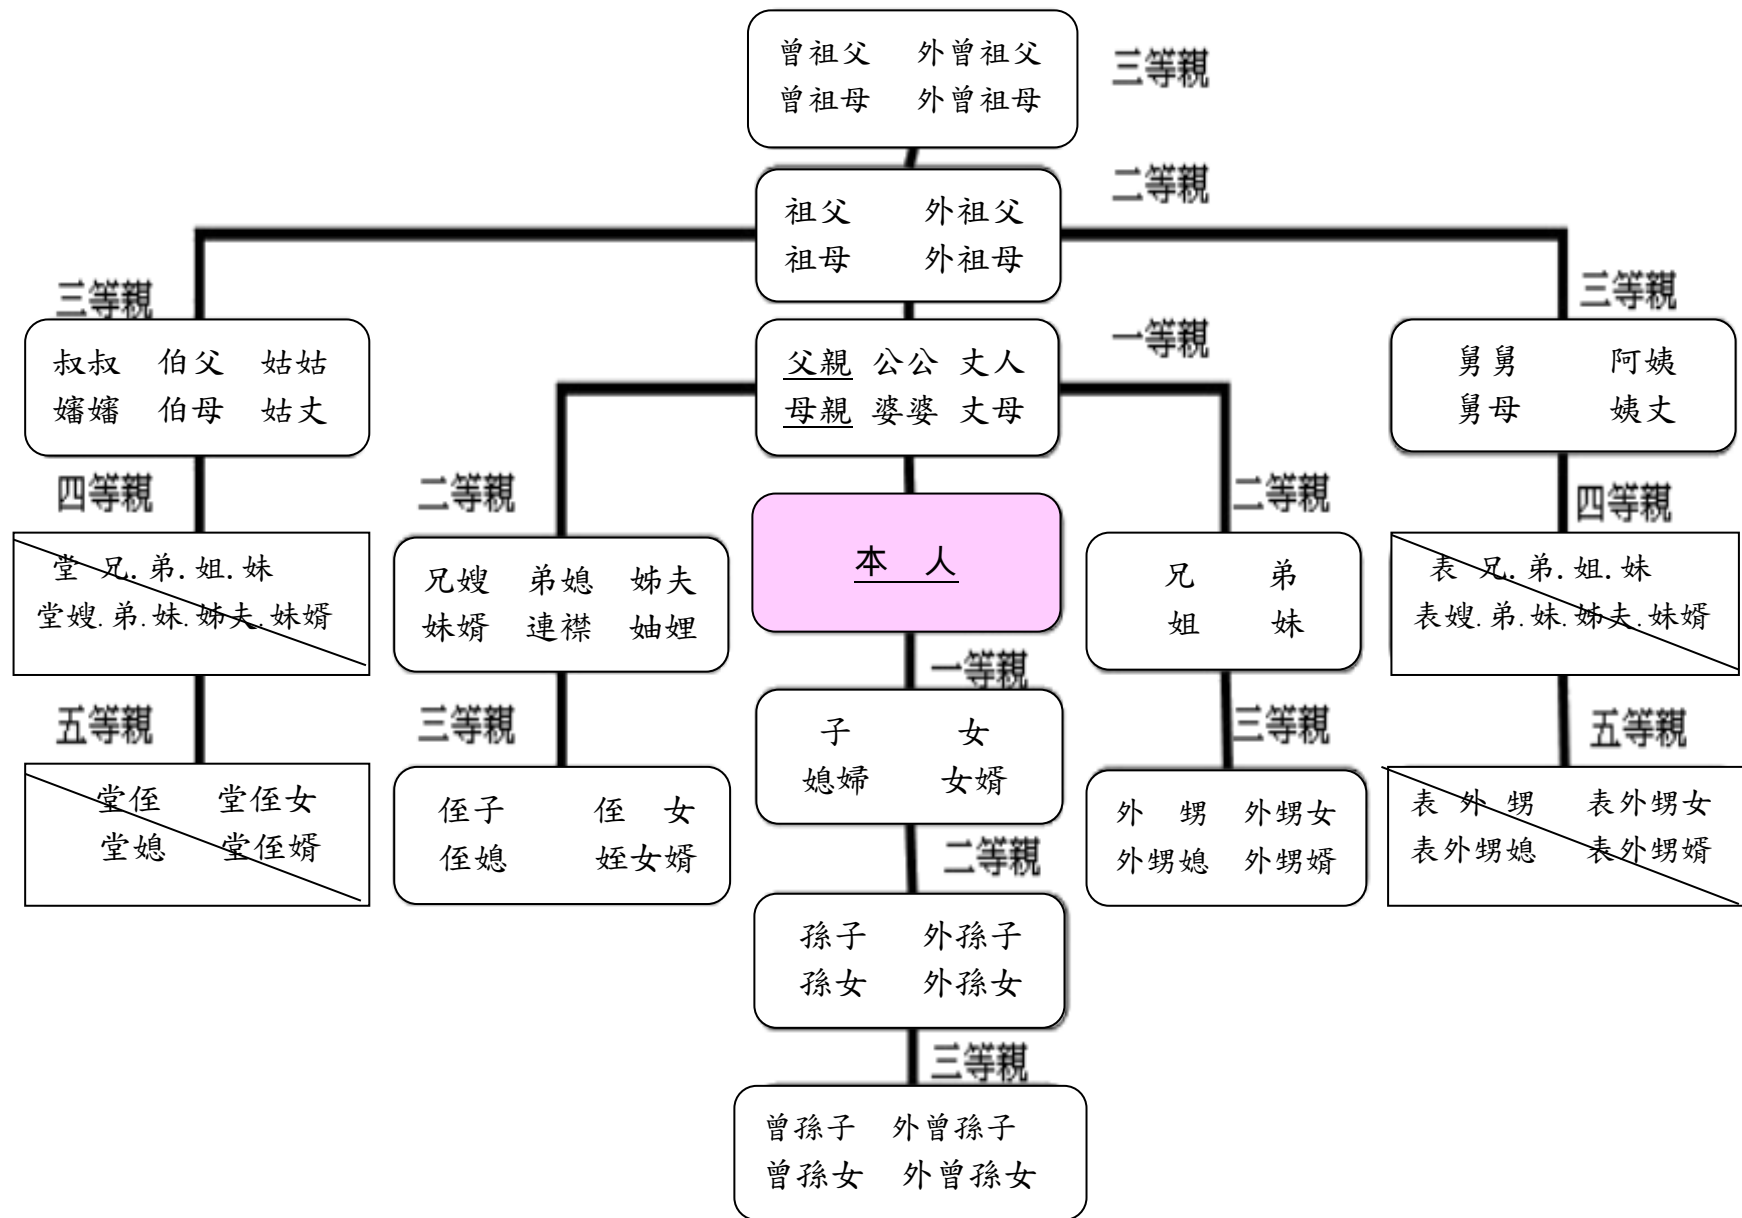 曾祖父 外曾祖父
曾祖母 外曾祖母
三等親
二等親
祖父 外祖父
祖母 外祖母
三等親
叔叔 伯父 姑姑
嬸嬸 伯母 姑丈
一等親
父親 公公 丈人
母親 婆婆 丈母
三等親
舅舅 阿姨
舅母 姨丈
四等親
堂 兄.弟.姐.妹
堂嫂.弟.妹.姊夫.妹婿
二等親
兄嫂 弟媳 姊夫
妹婿 連襟 妯娌
本 人
二等親
兄 弟
姐 妹
四等親
表 兄.弟.姐.妹
表嫂.弟.妹.姊夫.妹婿
五等親
堂侄 堂侄女
堂媳 堂侄婿
三等親
侄子 侄 女
侄媳 姪女婿
一等親
子 女
媳婦 女婿
三等親
外 甥 外甥女
外甥媳 外甥婿
五等親
表 外 甥 表外甥女
表外甥媳 表外甥婿
二等親
孫子 外孫子
孫女 外孫女
三等親
曾孫子 外曾孫子
曾孫女 外曾孫女